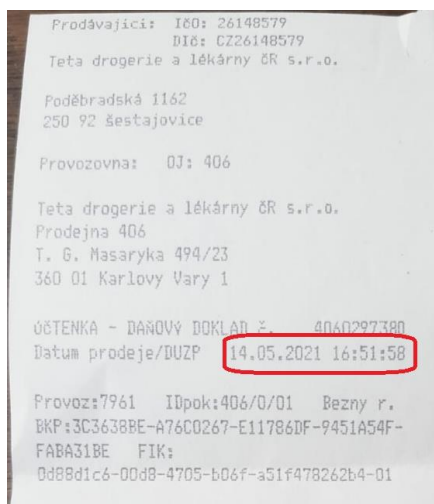 Prodávající: IČO: 26148579
DIČ: CZ26148579
Teta drogerie a lékárny ČR s.r.o.
Poděbradská 1162
250 92 Šestajovice
Provozovna: OJ: 406
Teta drogerie a lékárny ČR s.r.o.
Prodejna 406
T. G. Masaryka 494/23
360 01 Karlovy Vary 1
ÚČTENKA - DAŇOVÝ DOKLAD č. 4060297380
Datum prodeje/DUZP 14.05.2021 16:51:58
Provoz:7961 IDpok:406/0/01 Bezny r.
BKP:3C3638BE-A76C0267-E11786DF-9451A54F-
FABA31BE FIK:
0d88d1c6-00d8-4705-b06f-a51f478262b4-01